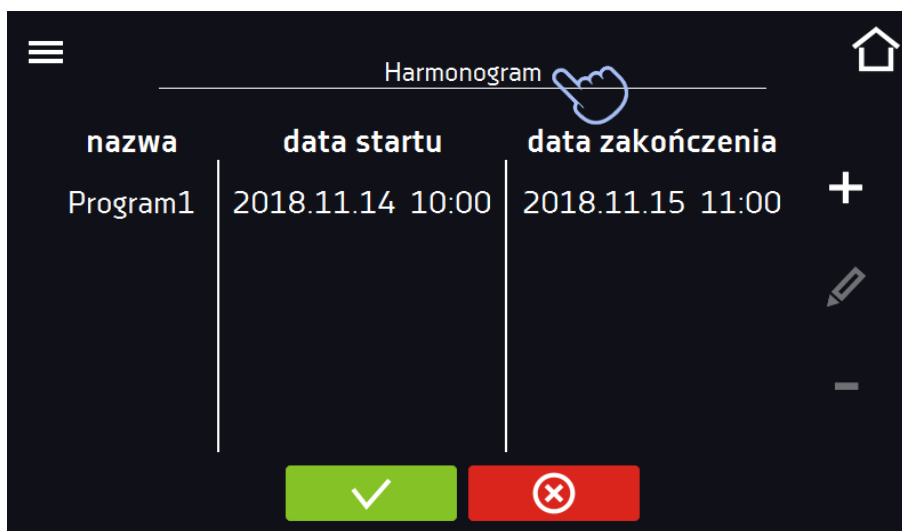 Harmonogram
nazwa data startu data zakończenia
Program1 2018.11.14 10:00 2018.11.15 11:00